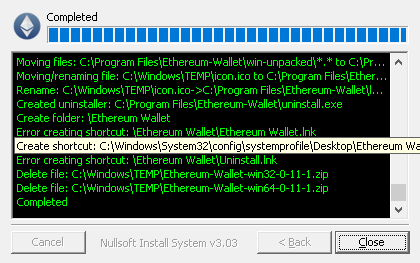 Completed
Moving files: C:\Program Files\Ethereum-Wallet\win-unpacked\*.* to C:\Pr...
Moving/renaming file: C:\Windows\TEMP\icon.ico to C:\Program Files\Ether...
Rename: C:\Windows\TEMP\icon.ico->C:\Program Files\Ethereum-Wallet\I...
Created uninstaller: C:\Program Files\Ethereum-Wallet\uninstall.exe
Create folder: \Ethereum Wallet
Error creating shortcut: \Ethereum Wallet\Ethereum Wallet.lnk
Create shortcut: C:\Windows\System32\config\systemprofile\Desktop\Ethereum Wa
Error creating shortcut: \Ethereum Wallet\Uninstall.lnk
Delete file: C:\Windows\TEMP\Ethereum-Wallet-win32-0-11-1.zip
Delete file: C:\Windows\TEMP\Ethereum-Wallet-win64-0-11-1.zip
Completed
Cancel Nullsoft Install System v3.03 < Back Close